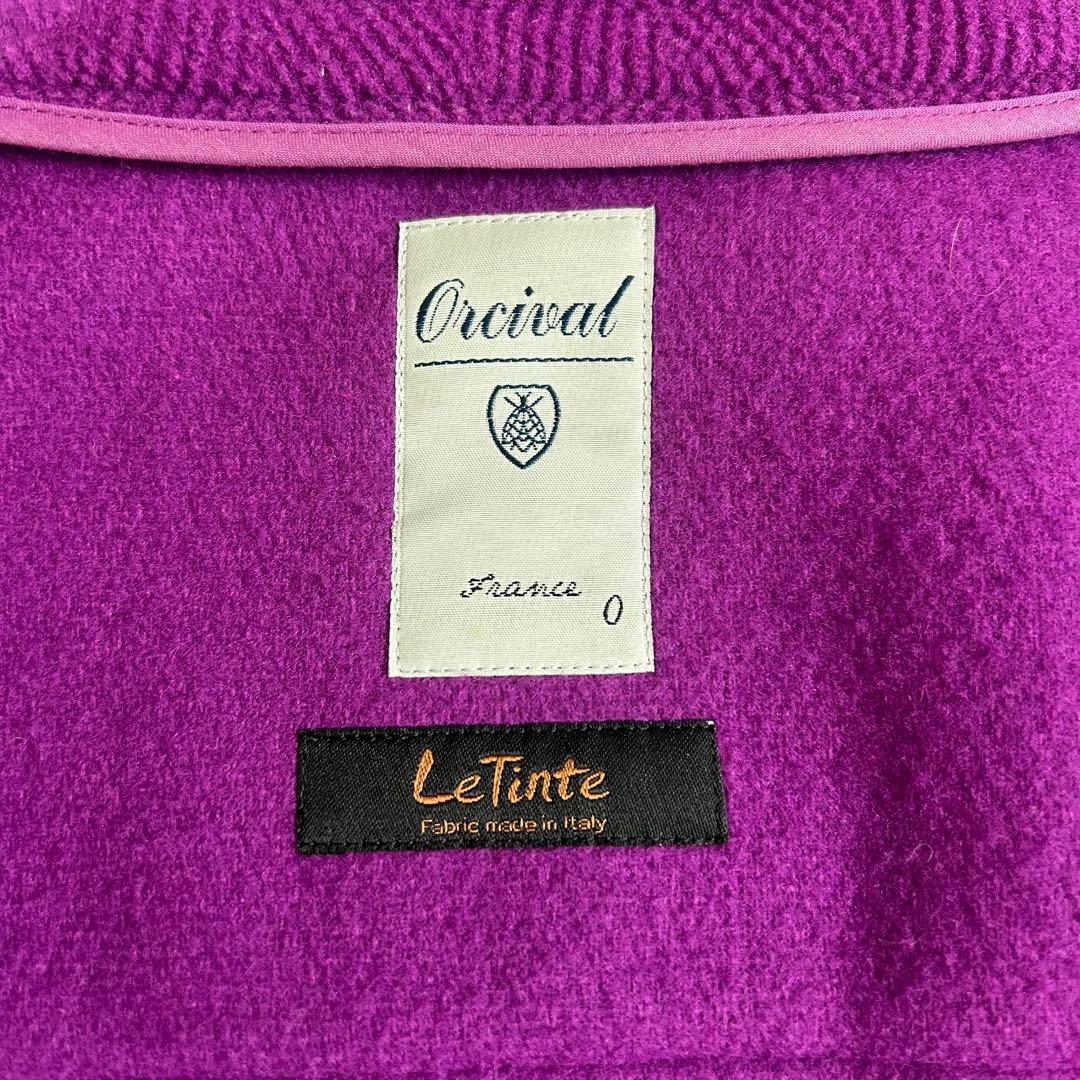 Orcival
France
0
LeTinte
Fabric made in Italy